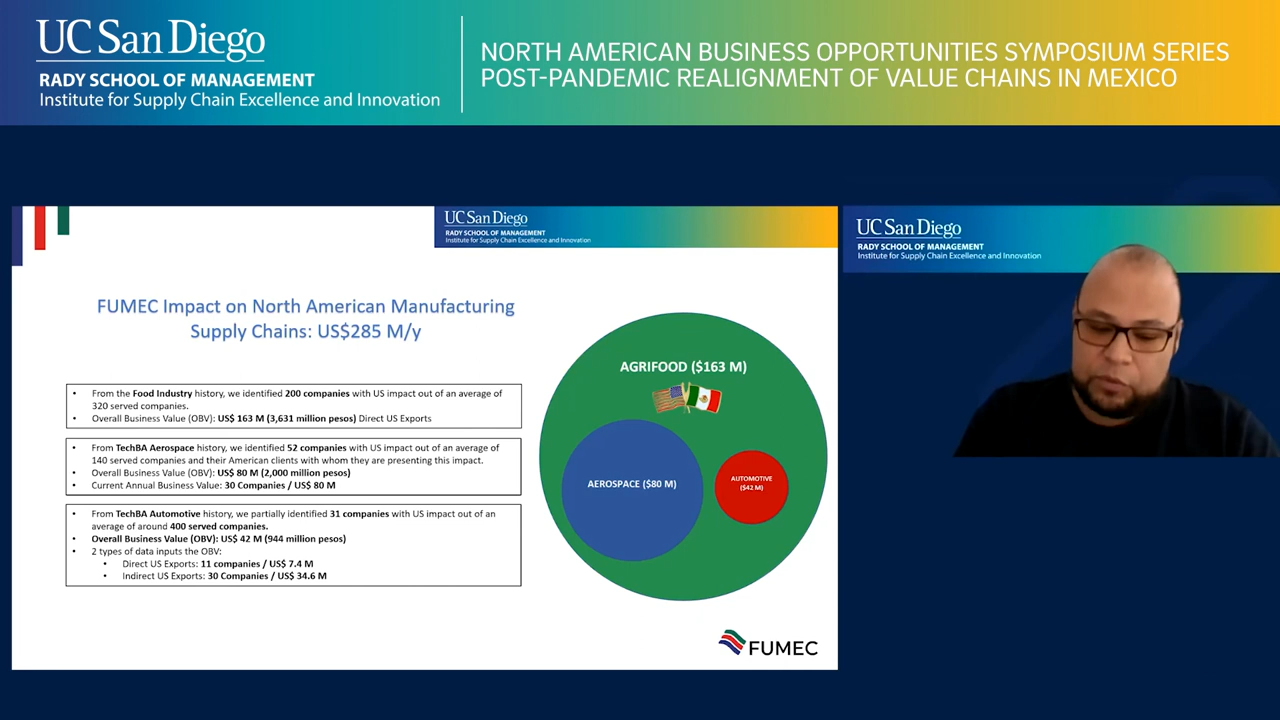 UC San Diego
RADY SCHOOL OF MANAGEMENT
Institute for Supply Chain Excellence and Innovation
NORTH AMERICAN BUSINESS OPPORTUNITIES SYMPOSIUM SERIES
POST-PANDEMIC REALIGNMENT OF VALUE CHAINS IN MEXICO
UC San Diego
RADY SCHOOL OF MANAGEMENT
Institute for Supply Chain Excellence and Innovation
FUMEC Impact on North American Manufacturing
Supply Chains: US$285 M/y
• From the Food Industry history, we identified 200 companies with US impact out of an average of
320 served companies.
• Overall Business Value (OBV): US$ 163 M (3,631 million pesos) Direct US Exports
• From TechBA Aerospace history, we identified 52 companies with US impact out of an average of
140 served companies and their American clients with whom they are presenting this impact.
• Overall Business Value (OBV): US$ 80 M (2,000 million pesos)
• Current Annual Business Value: 30 Companies / US$ 80 M
• From TechBA Automotive history, we partially identified 31 companies with US impact out of an
average of around 400 served companies.
• Overall Business Value (OBV): US$ 42 M (944 million pesos)
• 2 types of data inputs the OBV:
• Direct US Exports: 11 companies / US$ 7.4 M
• Indirect US Exports: 30 Companies / US$ 34.6 M
AGRIFOOD ($163 M)
AEROSPACE ($80 M)
AUTOMOTIVE
($42 M)
FUMEC
UC San Diego
RADY SCHOOL OF MANAGEMENT
Institute for Supply Chain Excellence and Innovation